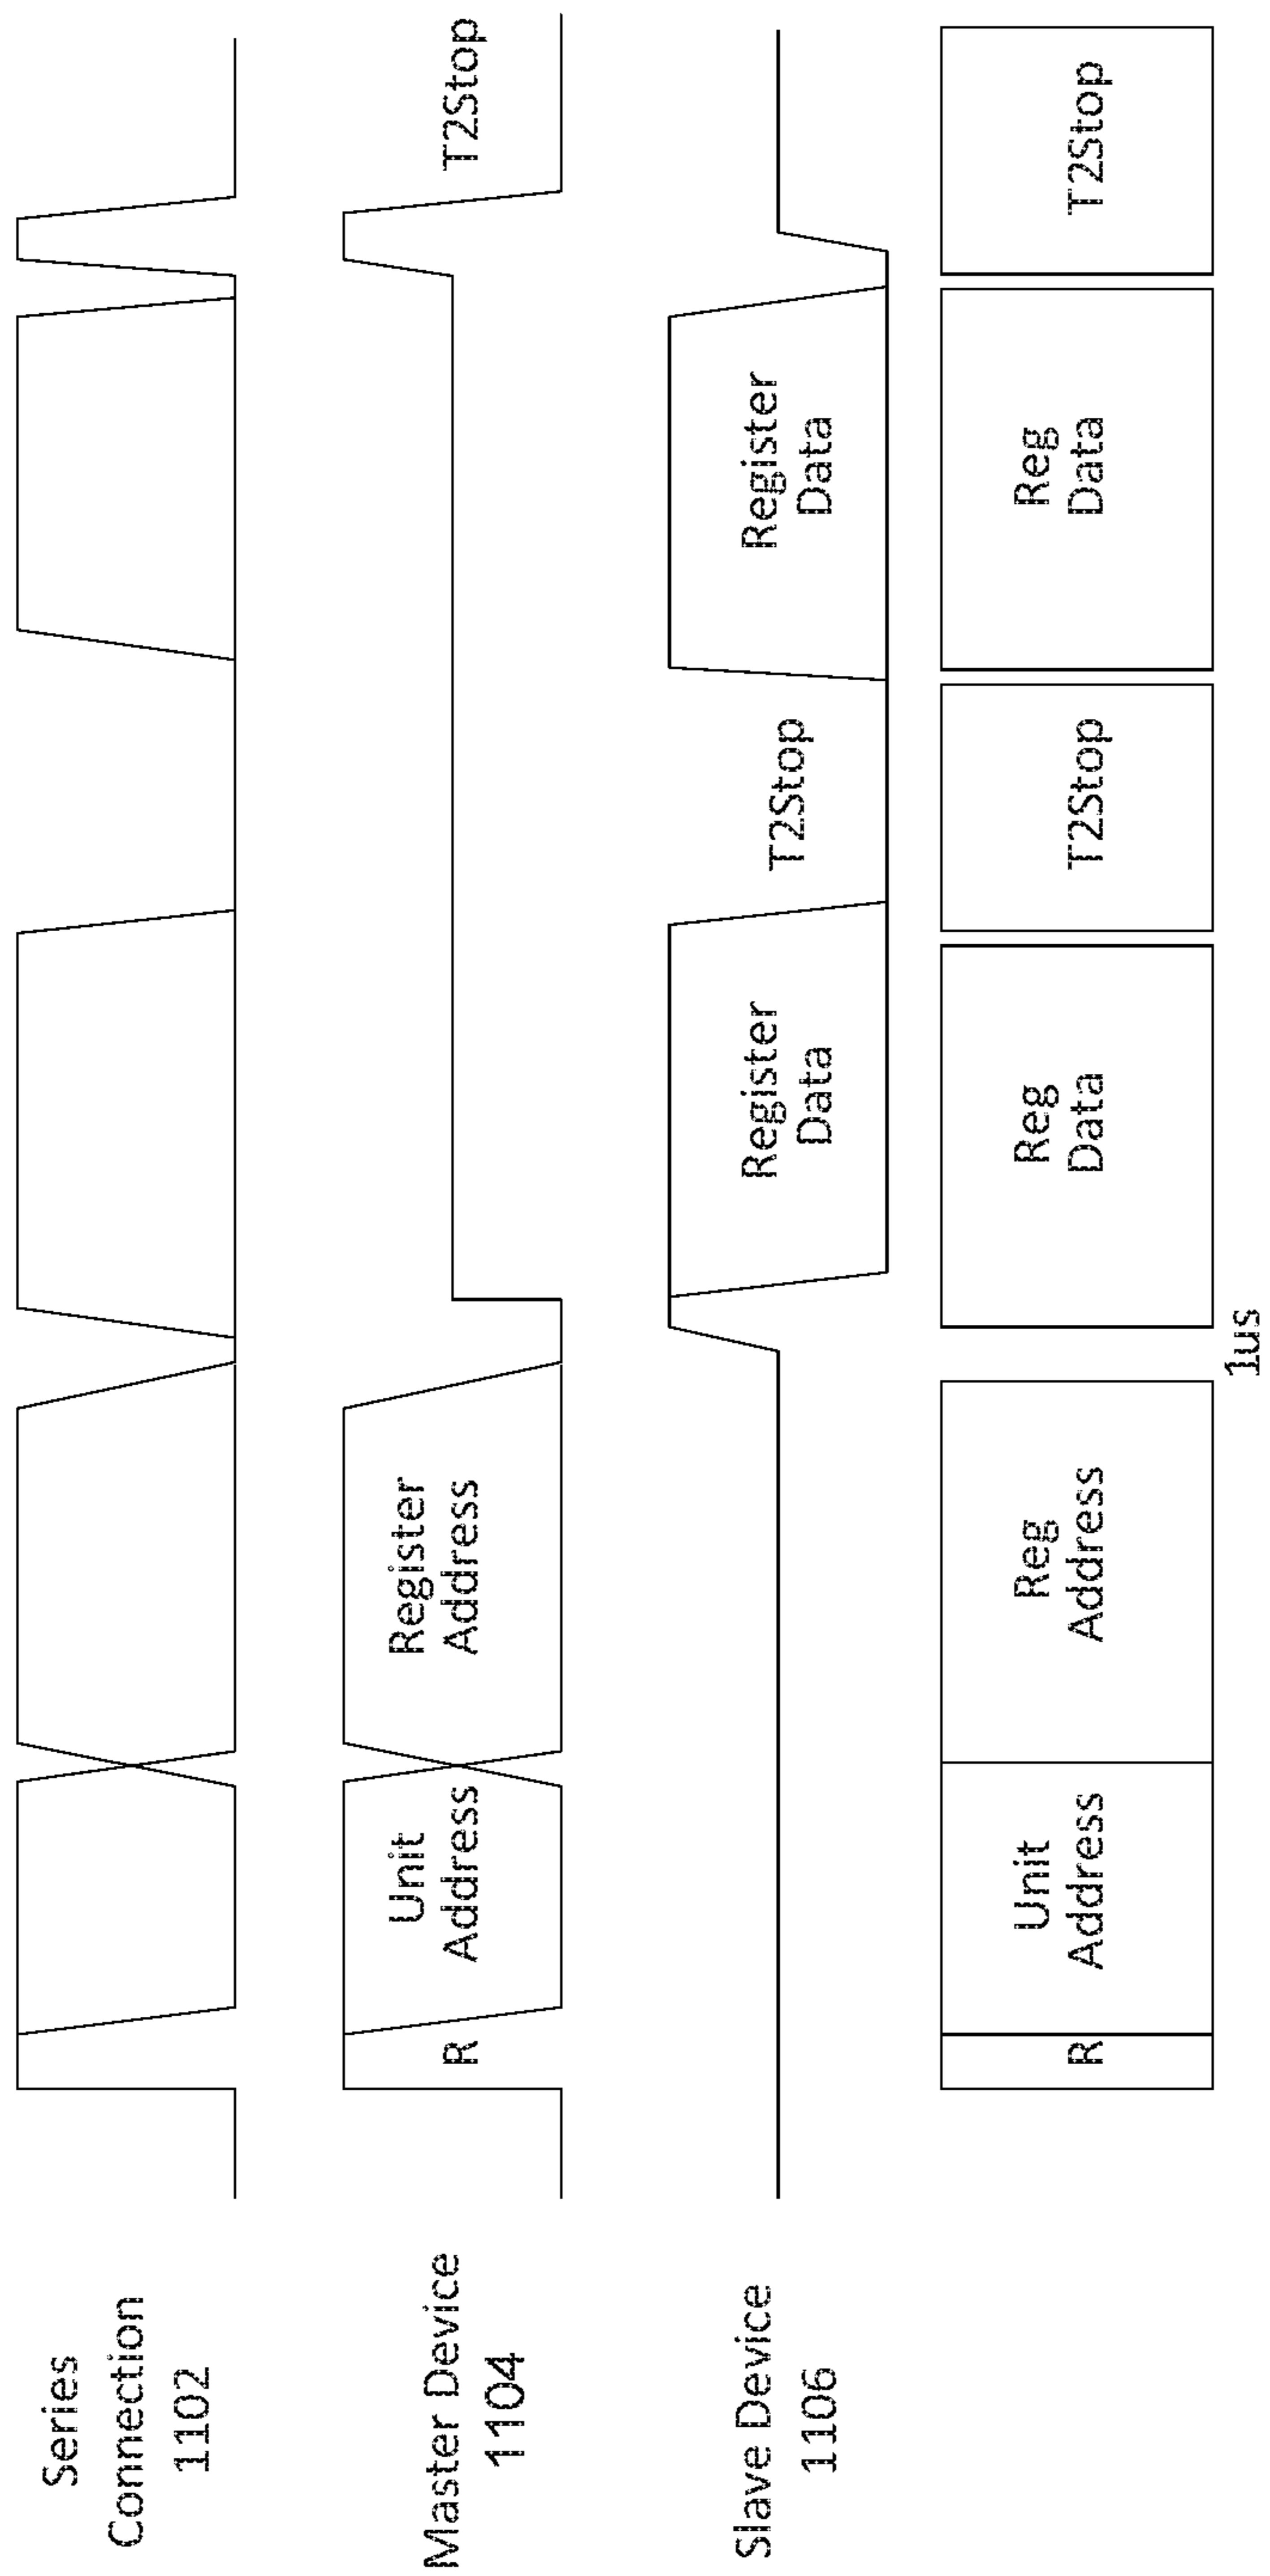 Series
Connection
1102
R
Unit
Address
Register
Address
Master Device
1104
T2Stop
Slave Device
1106
Register
Data
T2Stop
Register
Data
R
Unit
Address
Reg
Address
1us
Reg
Data
T2Stop
Reg
Data
T2Stop